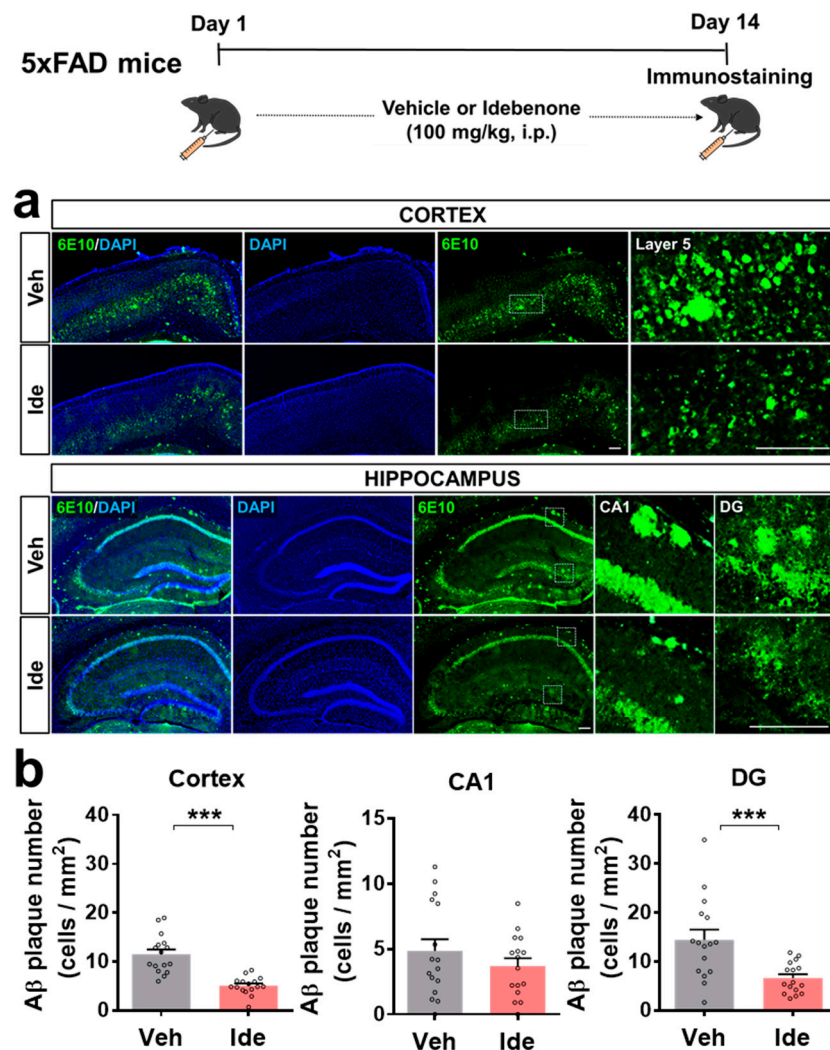 Day 1
Day 14
5xFAD mice
Immunostaining
Vehicle or Idebenone
(100 mg/kg, i.p.)
a
CORTEX
Veh
6E10/DAPI
DAPI
6E10
Layer 5
Ide
HIPPOCAMPUS
Veh
6E10/DAPI
DAPI
6E10
CA1
DG
Ide
b
Cortex
Aβ plaque number
(cells / mm²)
40
30
20
10
0
***
Veh
Ide
CA1
Aβ plaque number
(cells / mm²)
15
10
5
0
Veh
Ide
DG
Aβ plaque number
(cells / mm²)
40
30
20
10
0
***
Veh
Ide